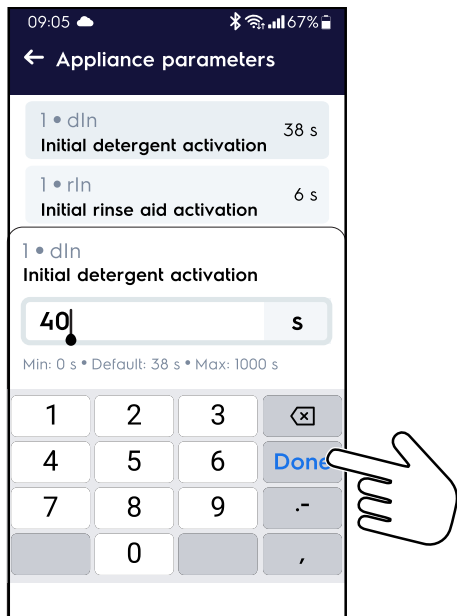 09:05 67%
← Appliance parameters
1 • dIn
Initial detergent activation
38 s
1 • rIn
Initial rinse aid activation
6 s
1 • dIn
Initial detergent activation
40 s
Min: 0 s • Default: 38 s • Max: 1000 s
1 2 3
4 5 6 Done
7 8 9 .-
0 ,